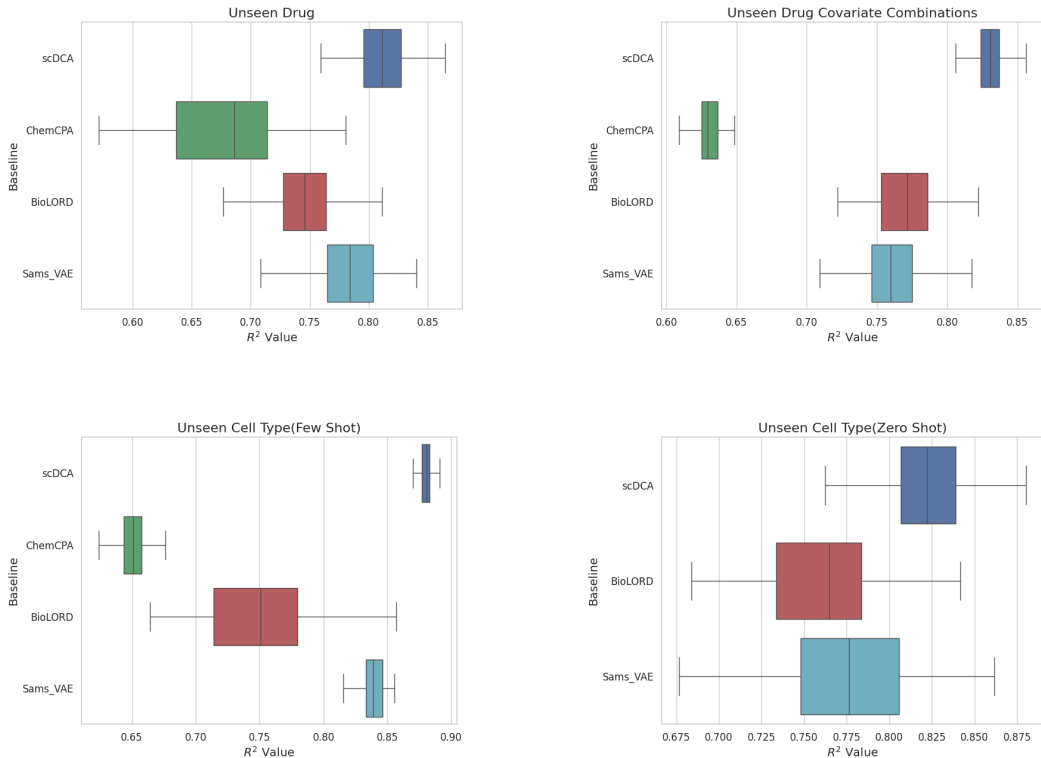 Unseen Drug
scDCA
ChemCPA
BioLORD
Sams_VAE
Baseline
0.60 0.65 0.70 0.75 0.80 0.85
R² Value
Unseen Drug Covariate Combinations
scDCA
ChemCPA
BioLORD
Sams_VAE
Baseline
0.60 0.65 0.70 0.75 0.80 0.85
R² Value
Unseen Cell Type(Few Shot)
scDCA
ChemCPA
BioLORD
Sams_VAE
Baseline
0.65 0.70 0.75 0.80 0.85 0.90
R² Value
Unseen Cell Type(Zero Shot)
scDCA
BioLORD
Sams_VAE
Baseline
0.675 0.700 0.725 0.750 0.775 0.800 0.825 0.850 0.875
R² Value